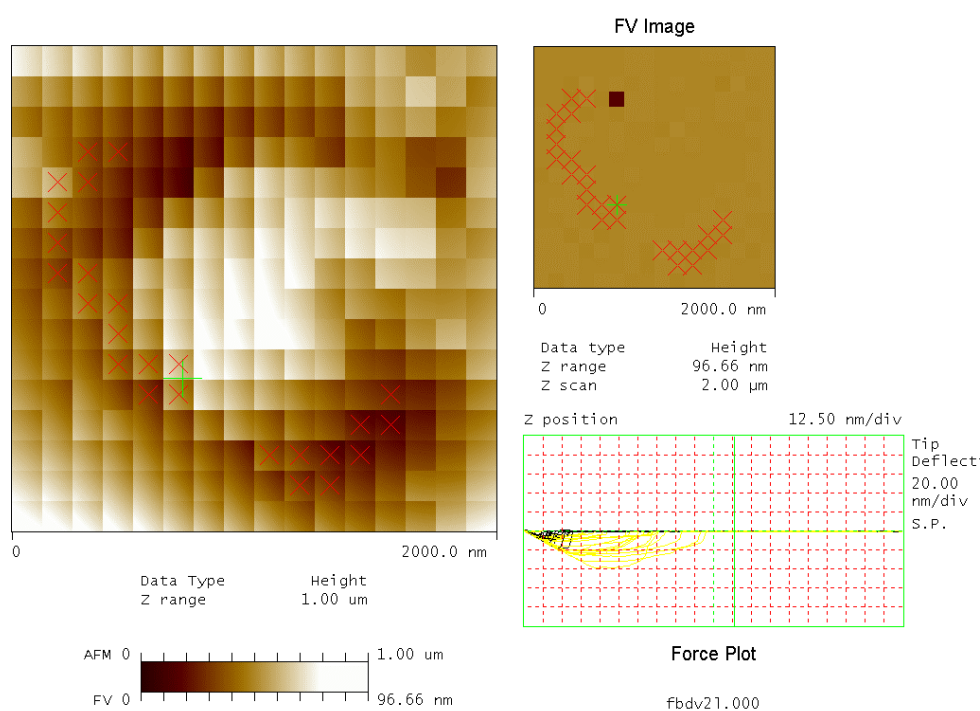 FV Image
0 2000.0 nm
Data type Height
Z range 96.66 nm
Z scan 2.00 µm
Z position 12.50 nm/div
Tip
Deflect
20.00
nm/div
S.P.
0 2000.0 nm
Data Type Height
Z range 1.00 um
AFM 0 1.00 um
FV 0 96.66 nm
Force Plot
fbdv21.000